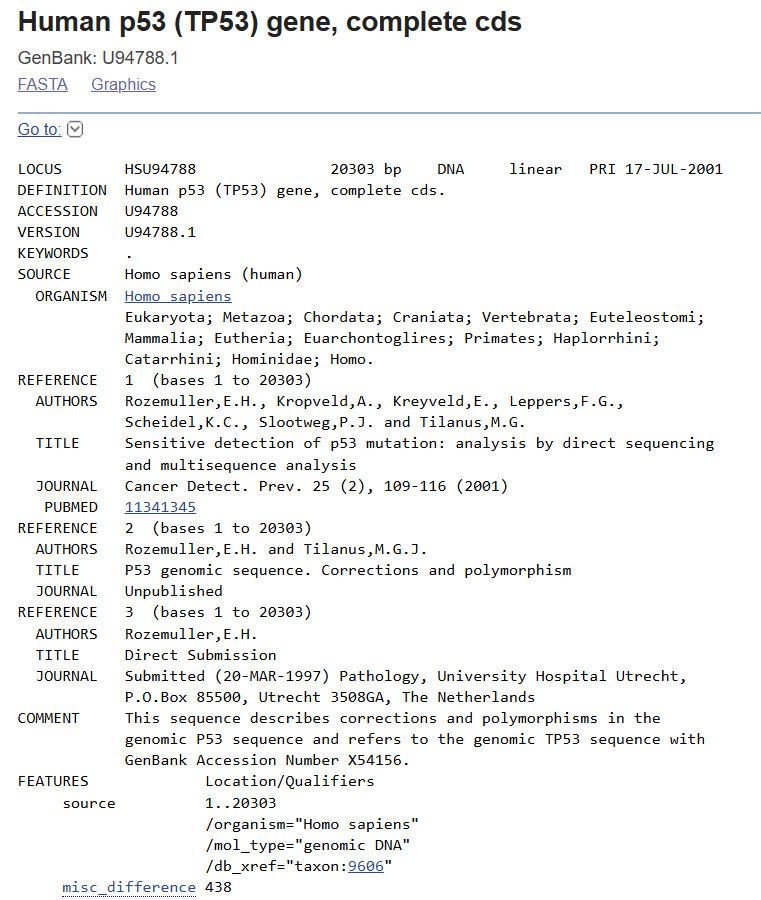 Human p53 (TP53) gene, complete cds
GenBank: U94788.1
FASTA Graphics
Go to:
LOCUS HSU94788 20303 bp DNA linear PRI 17-JUL-2001
DEFINITION Human p53 (TP53) gene, complete cds.
ACCESSION U94788
VERSION U94788.1
KEYWORDS .
SOURCE Homo sapiens (human)
ORGANISM Homo sapiens
Eukaryota; Metazoa; Chordata; Craniata; Vertebrata; Euteleostomi;
Mammalia; Eutheria; Euarchontoglires; Primates; Haplorrhini;
Catarrhini; Hominidae; Homo.
REFERENCE 1 (bases 1 to 20303)
AUTHORS Rozemuller,E.H., Kropveld,A., Kreyveld,E., Leppers,F.G.,
Scheidel,K.C., Slootweg,P.J. and Tilanus,M.G.
TITLE Sensitive detection of p53 mutation: analysis by direct sequencing
and multisequence analysis
JOURNAL Cancer Detect. Prev. 25 (2), 109-116 (2001)
PUBMED 11341345
REFERENCE 2 (bases 1 to 20303)
AUTHORS Rozemuller,E.H. and Tilanus,M.G.J.
TITLE P53 genomic sequence. Corrections and polymorphism
JOURNAL Unpublished
REFERENCE 3 (bases 1 to 20303)
AUTHORS Rozemuller,E.H.
TITLE Direct Submission
JOURNAL Submitted (20-MAR-1997) Pathology, University Hospital Utrecht,
P.O.Box 85500, Utrecht 3508GA, The Netherlands
COMMENT This sequence describes corrections and polymorphisms in the
genomic P53 sequence and refers to the genomic TP53 sequence with
GenBank Accession Number X54156.
FEATURES Location/Qualifiers
source 1..20303
/organism="Homo sapiens"
/mol_type="genomic DNA"
/db_xref="taxon:9606"
misc_difference 438